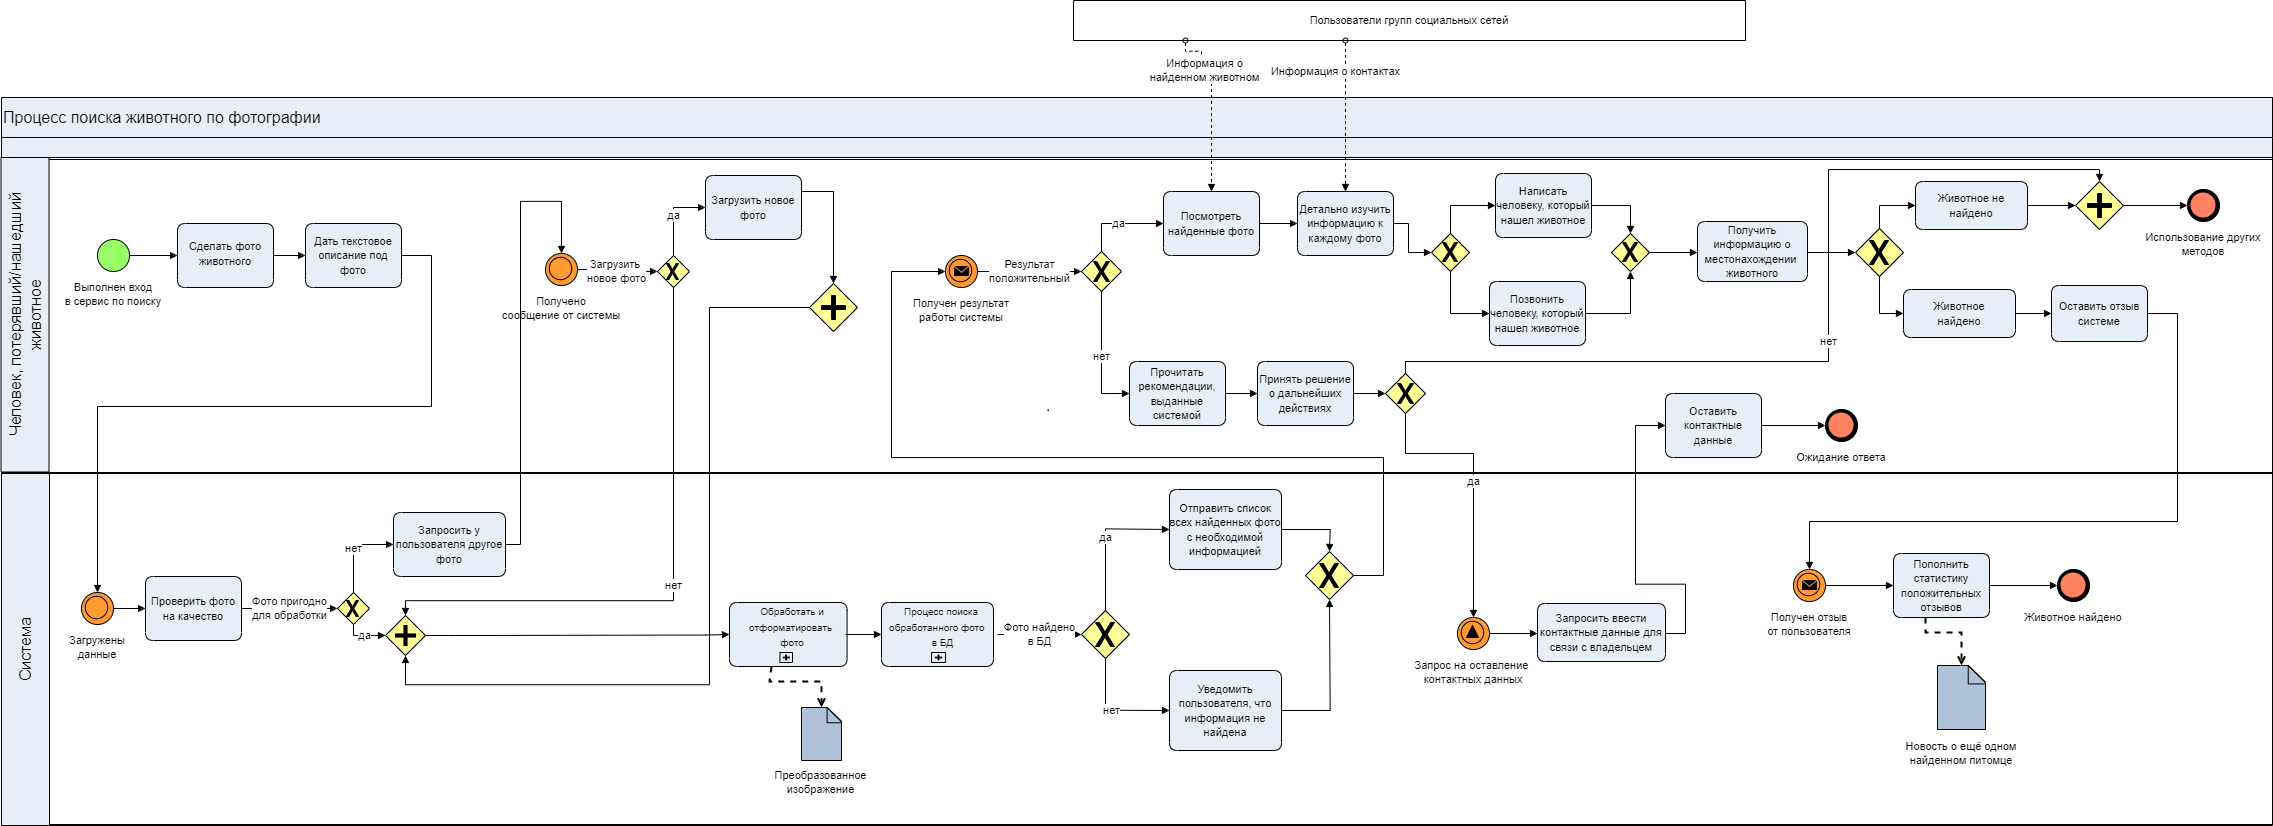 Пользователи групп социальных сетей
Информация о
найденном животном
Информация о контактах
Процесс поиска животного по фотографии
Человек, потерявший/нашедший
животное
Выполнен вход
в сервис по поиску
Сделать фото
животного
Дать текстовое
описание под
фото
Получено
сообщение от системы
Загрузить
новое фото
да
Загрузить новое
фото
нет
Получен результат
работы системы
Результат
положительный
да
Посмотреть
найденные фото
Детально изучить
информацию к
каждому фото
Написать
человеку, который
нашел животное
Позвонить
человеку, который
нашел животное
Получить
информацию о
местонахождении
животного
Животное не
найдено
Использование других
методов
Животное
найдено
Оставить отзыв
системе
нет
Прочитать
рекомендации,
выданные
системой
Принять решение
о дальнейших
действиях
нет
да
Оставить
контактные
данные
Ожидание ответа
Система
Загружены
данные
Проверить фото
на качество
Фото пригодно
для обработки
нет
да
Запросить у
пользователя другое
фото
Обработать и
отформатировать
фото
Преобразованное
изображение
Процесс поиска
обработанного фото
в БД
Фото найдено
в БД
да
Отправить список
всех найденных фото
с необходимой
информацией
нет
Уведомить
пользователя, что
информация не
найдена
Запрос на оставление
контактных данных
Запросить ввести
контактные данные для
связи с владельцем
Получен отзыв
от пользователя
Пополнить
статистику
положительных
отзывов
Животное найдено
Новость о ещё одном
найденном питомце